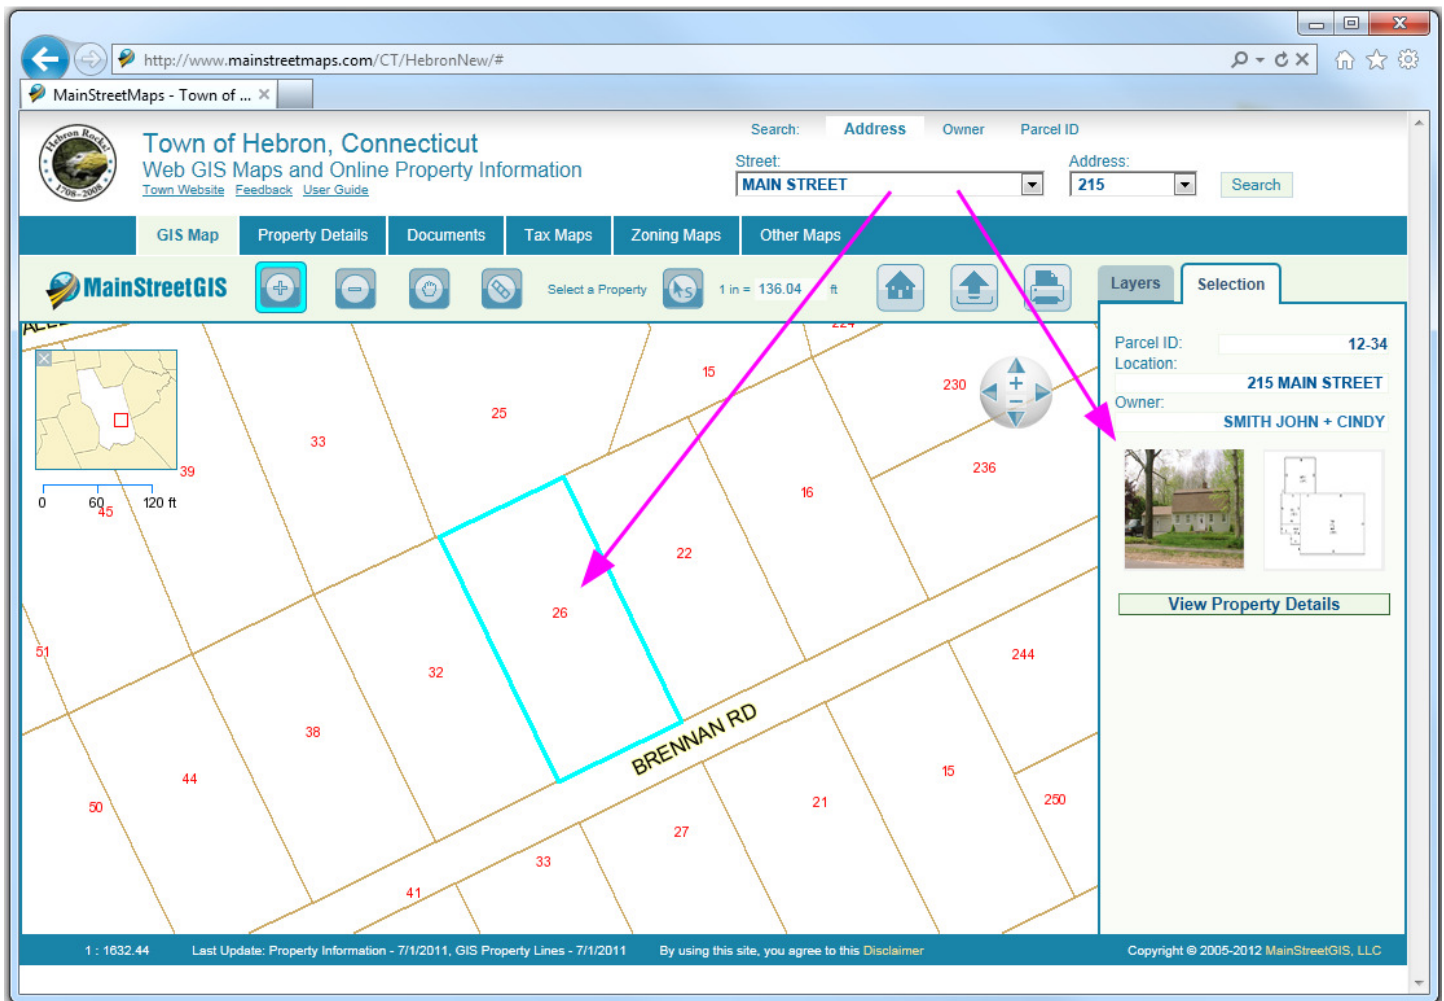 http://www.mainstreetmaps.com/CT/HebronNew/#
MainStreetMaps - Town of ...
Hebron Rocks!
1708-2008
Town of Hebron, Connecticut
Web GIS Maps and Online Property Information
Town Website Feedback User Guide
Search: Address Owner Parcel ID
Street: Address:
MAIN STREET 215 Search
GIS Map Property Details Documents Tax Maps Zoning Maps Other Maps
MainStreetGIS Select a Property S 1 in = 136.04 ft
Layers Selection
Parcel ID: 12-34
Location:
215 MAIN STREET
Owner:
SMITH JOHN + CINDY
View Property Details
224
15
230
25
33
39
236
16
0 60 120 ft
45
22
26
51
32
244
BRENNAN RD
38
44
15
50
21
250
27
33
41
1 : 1632.44 Last Update: Property Information - 7/1/2011, GIS Property Lines - 7/1/2011 By using this site, you agree to this Disclaimer Copyright © 2005-2012 MainStreetGIS, LLC